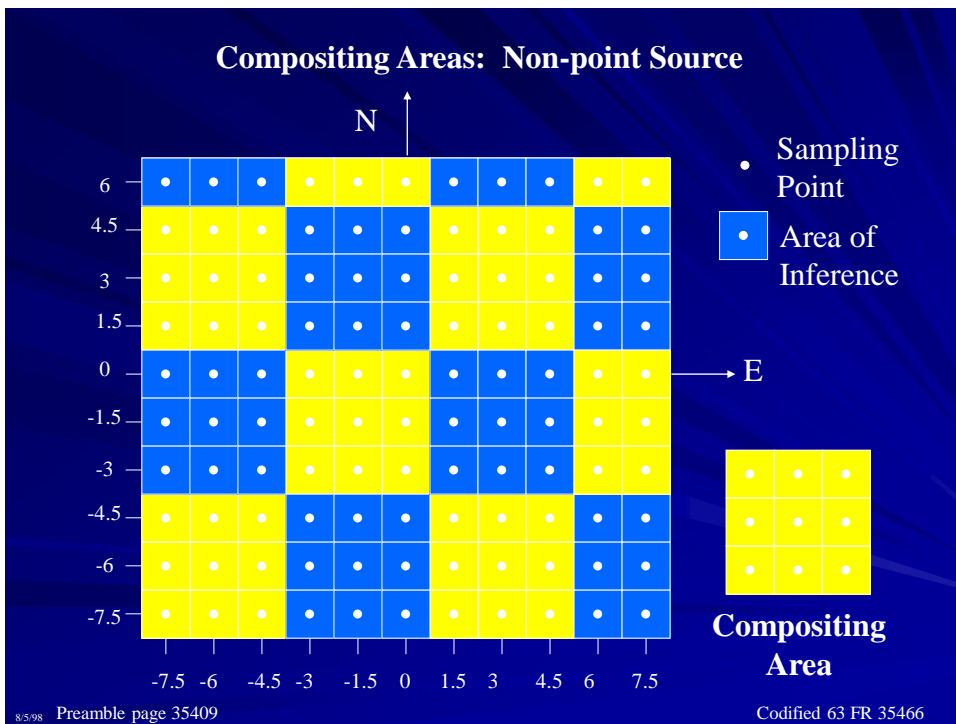 Compositing Areas: Non-point Source
N
Sampling
Point
Area of
Inference
6
4.5
3
1.5
0
-1.5
-3
-4.5
-6
-7.5
E
-7.5 -6 -4.5 -3 -1.5 0 1.5 3 4.5 6 7.5
Compositing
Area
8/5/98 Preamble page 35409
Codified 63 FR 35466